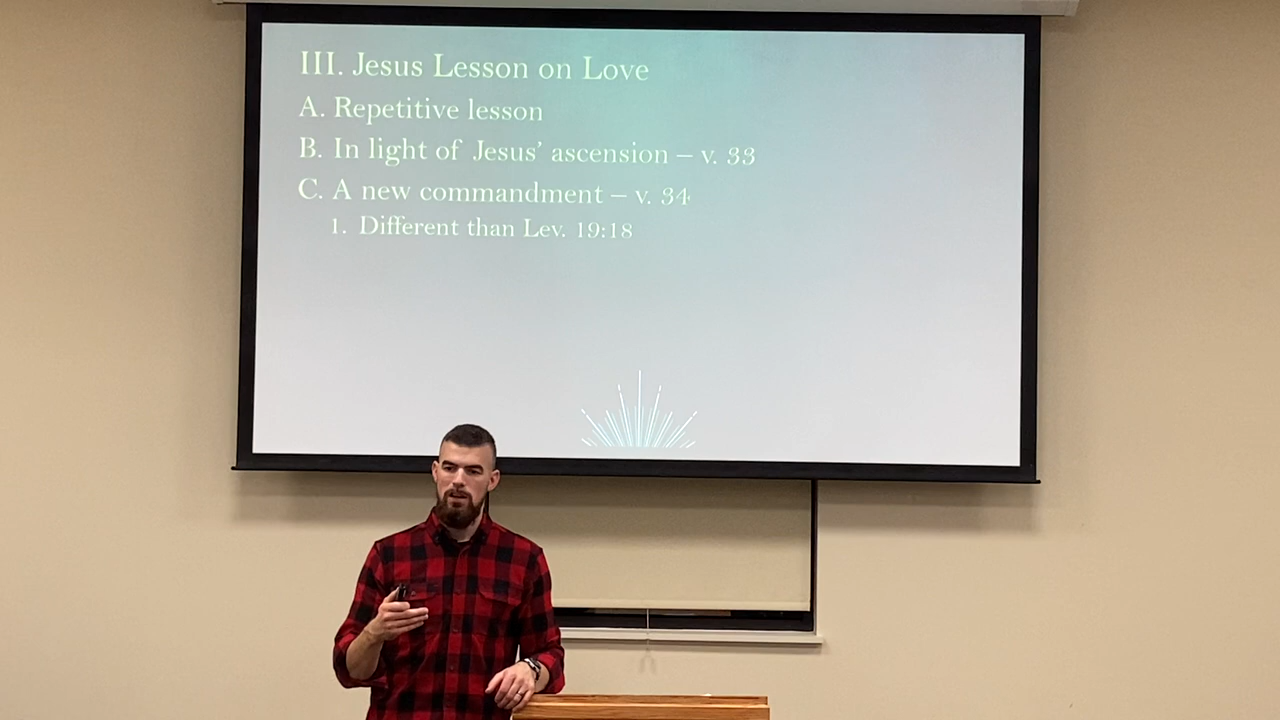 III. Jesus Lesson on Love
A. Repetitive lesson
B. In light of Jesus’ ascension – v. 33
C. A new commandment – v. 34
1. Different than Lev. 19:18